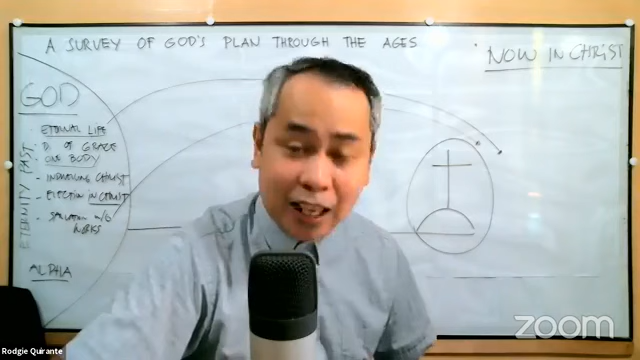 A SURVEY OF GOD'S PLAN THROUGH THE AGES
NOW IN CHRIST
GOD
ETERNAL LIFE
D. OF GRACE
ONE BODY
INDWELLING CHRIST
ELECTION IN CHRIST
SALVATION W/O
WORKS
ETERNITY PAST
ALPHA
Rodgie Quirante
zoom